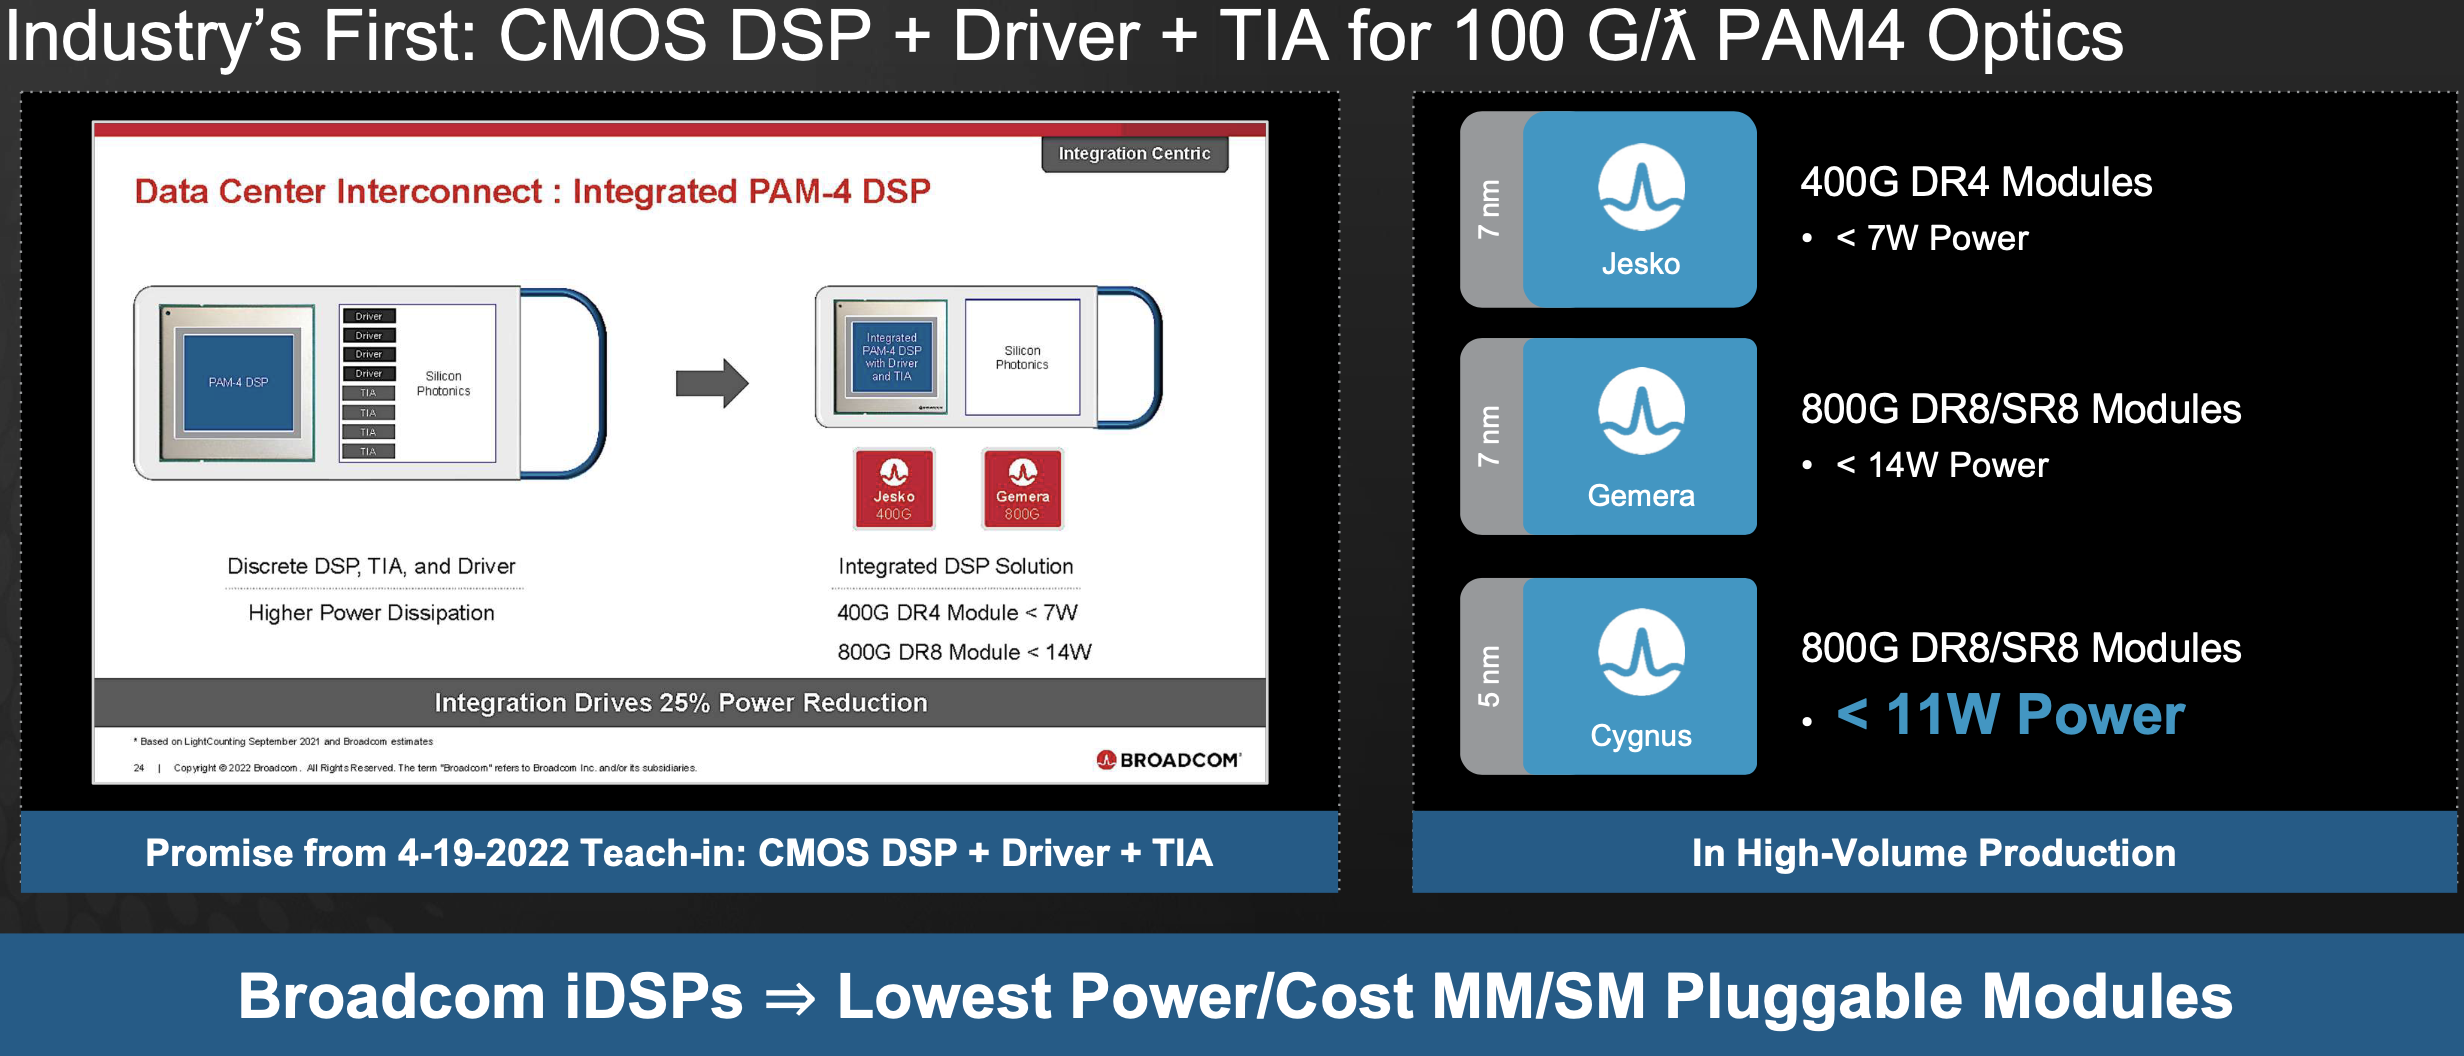 Industry’s First: CMOS DSP + Driver + TIA for 100 G/ƛ PAM4 Optics
Integration Centric
Data Center Interconnect : Integrated PAM-4 DSP
PAM-4 DSP
Driver
Driver
Driver
Driver
TIA
TIA
TIA
TIA
Silicon
Photonics
Integrated
PAM-4 DSP
with Driver
and TIA
Silicon
Photonics
Jesko
400G
Gemera
800G
Discrete DSP, TIA, and Driver
Higher Power Dissipation
Integrated DSP Solution
400G DR4 Module < 7W
800G DR8 Module < 14W
Integration Drives 25% Power Reduction
* Based on LightCounting September 2021 and Broadcom estimates
24 | Copyright © 2022 Broadcom. All Rights Reserved. The term "Broadcom" refers to Broadcom Inc. and/or its subsidiaries.
BROADCOM®
Promise from 4-19-2022 Teach-in: CMOS DSP + Driver + TIA
7 nm
Jesko
400G DR4 Modules
• < 7W Power
7 nm
Gemera
800G DR8/SR8 Modules
• < 14W Power
5 nm
Cygnus
800G DR8/SR8 Modules
• < 11W Power
In High-Volume Production
Broadcom iDSPs ⇒ Lowest Power/Cost MM/SM Pluggable Modules